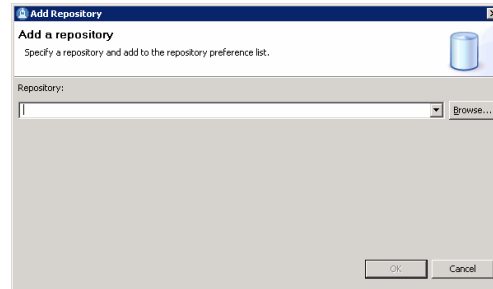 Add Repository
Add a repository
Specify a repository and add to the repository preference list.
Repository:
Browse...
OK
Cancel